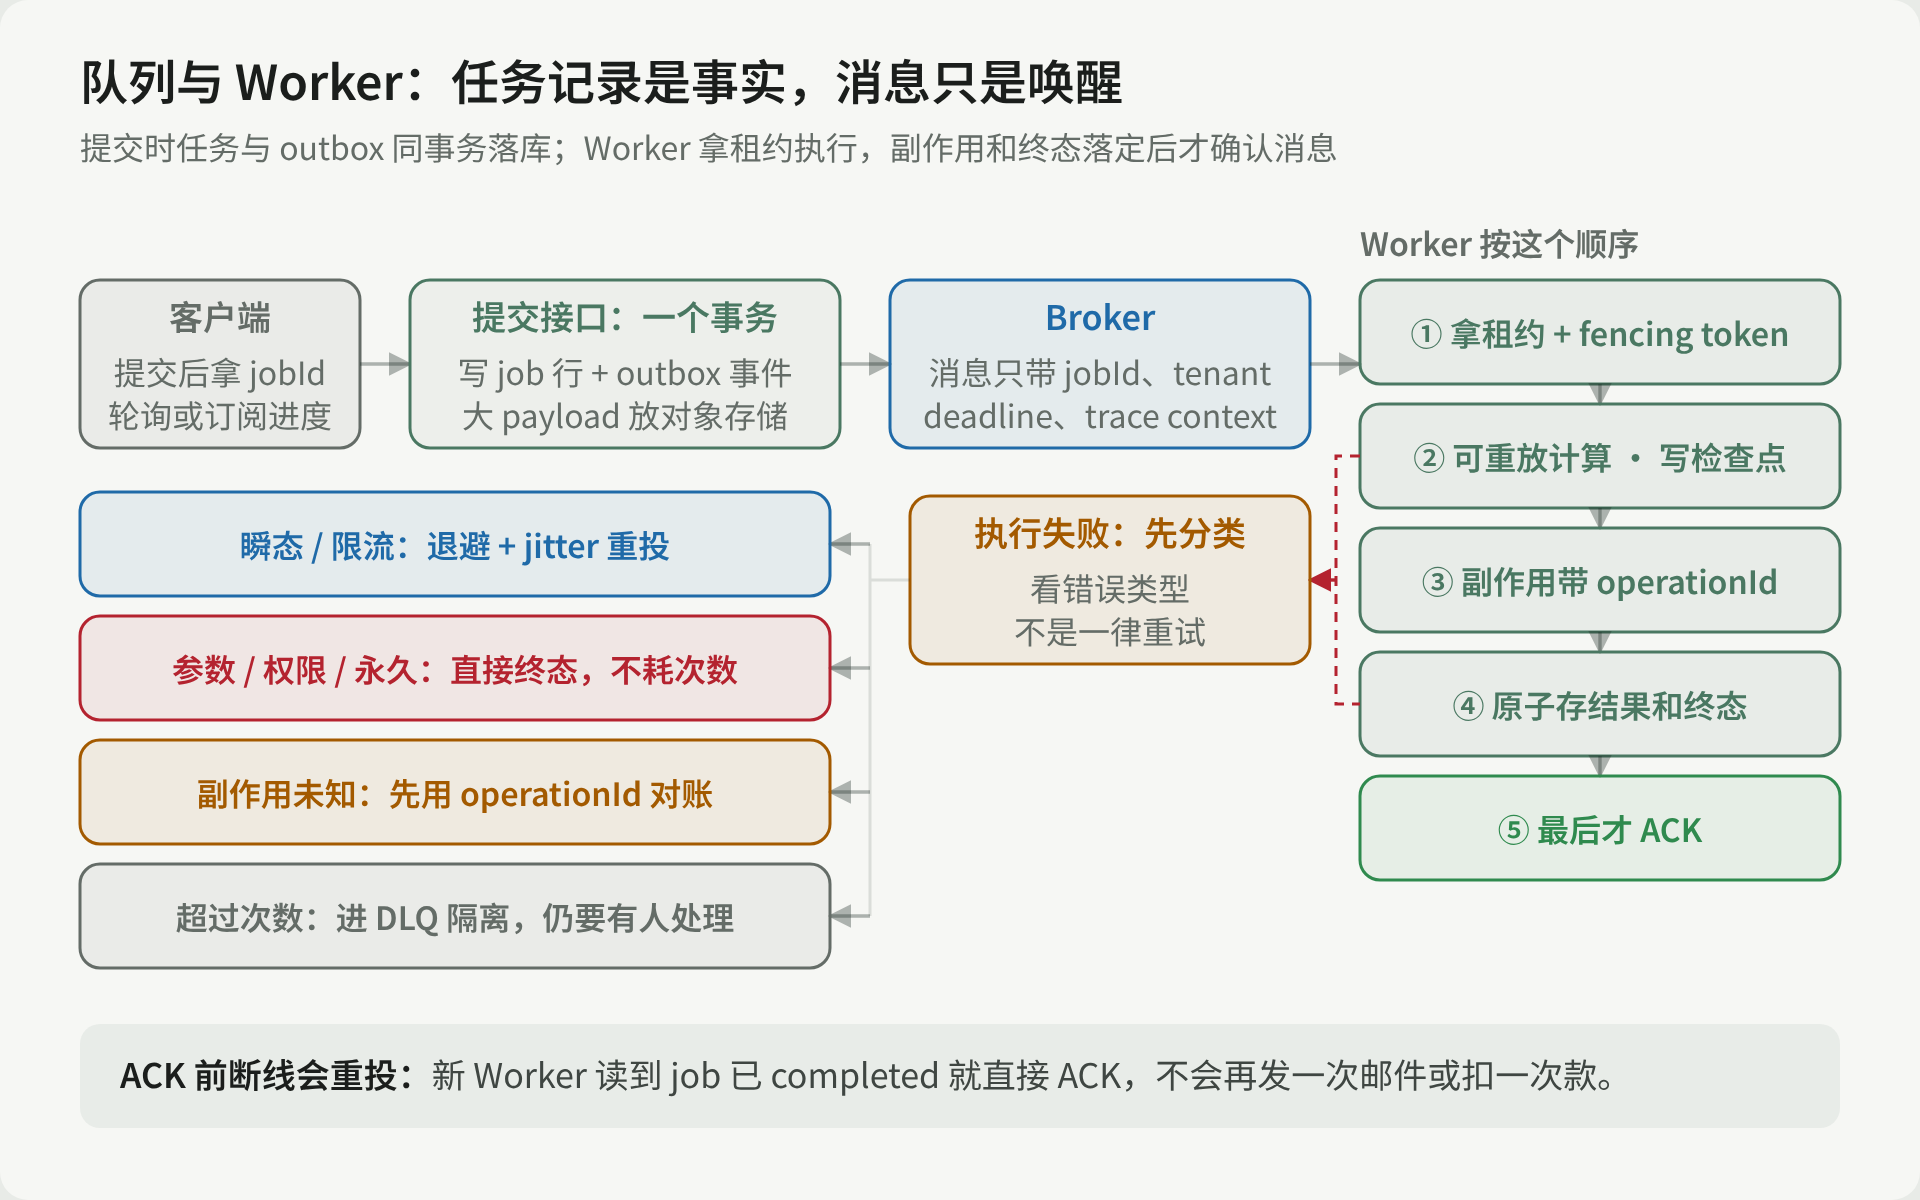 队列与 Worker：任务记录是事实，消息只是唤醒
提交时任务与 outbox 同事务落库；Worker 拿租约执行，副作用和终态落定后才确认消息
客户端
提交后拿 jobId
轮询或订阅进度
提交接口：一个事务
写 job 行 + outbox 事件
大 payload 放对象存储
Broker
消息只带 jobId、tenant
deadline、trace context
Worker 按这个顺序
① 拿租约 + fencing token
② 可重放计算 · 写检查点
③ 副作用带 operationId
④ 原子存结果和终态
⑤ 最后才 ACK
执行失败：先分类
看错误类型
不是一律重试
瞬态 / 限流：退避 + jitter 重投
参数 / 权限 / 永久：直接终态，不耗次数
副作用未知：先用 operationId 对账
超过次数：进 DLQ 隔离，仍要有人处理
ACK 前断线会重投：新 Worker 读到 job 已 completed 就直接 ACK，不会再发一次邮件或扣一次款。